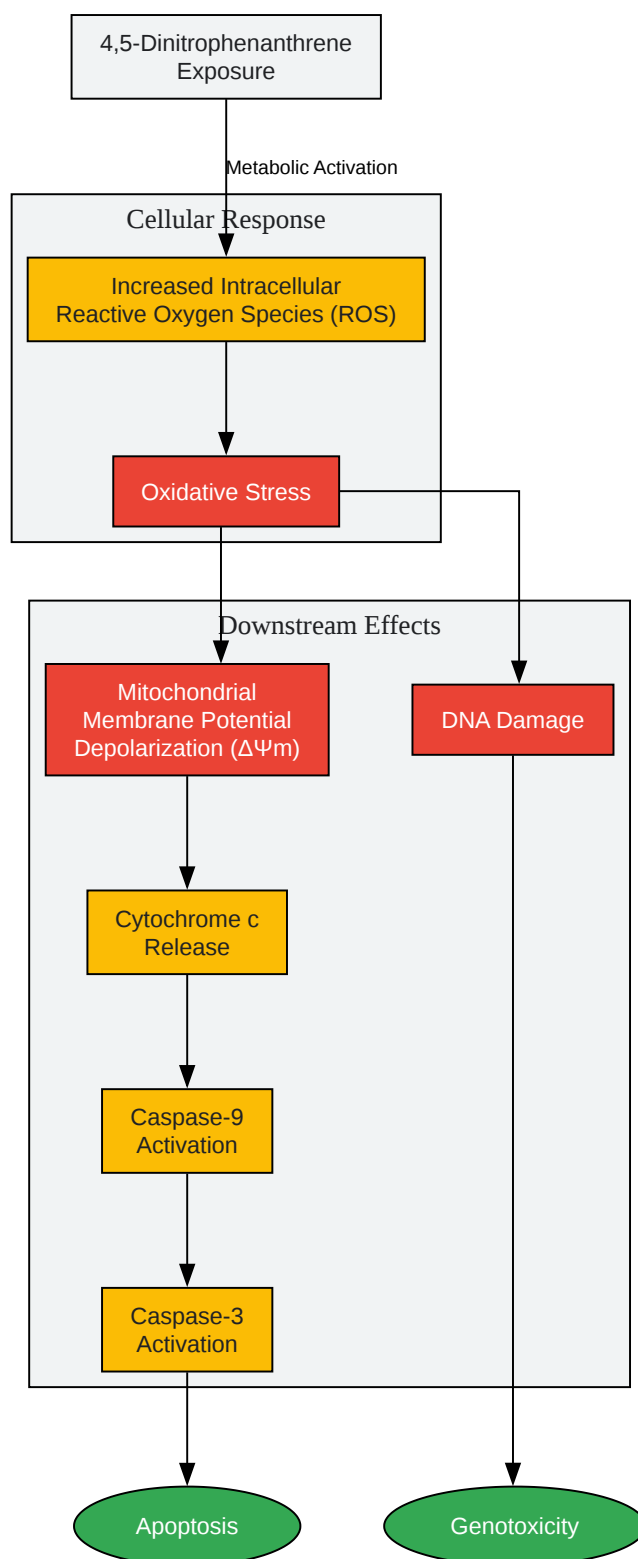 4,5-Dinitrophenanthrene
Exposure
Metabolic Activation
Cellular Response
Increased Intracellular
Reactive Oxygen Species (ROS)
Oxidative Stress
Downstream Effects
Mitochondrial
Membrane Potential
Depolarization (ΔΨm)
DNA Damage
Cytochrome c
Release
Caspase-9
Activation
Caspase-3
Activation
Apoptosis
Genotoxicity